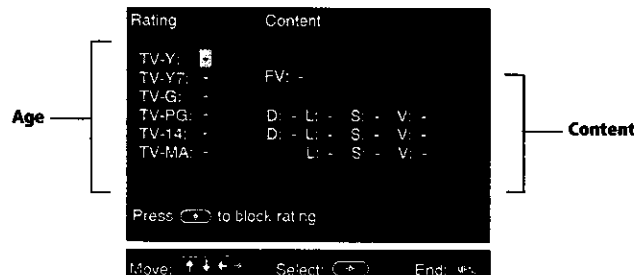 Rating Content
TV-Y:
TV-Y7: - FV: -
TV-G: -
TV-PG: - D: - L: - S: - V: -
TV-14: - D: - L: - S: - V: -
TV-MA: - L: - S: - V: -
Age
Content
Press to block rating
Move: ↑ ↓ ← → Select: End: